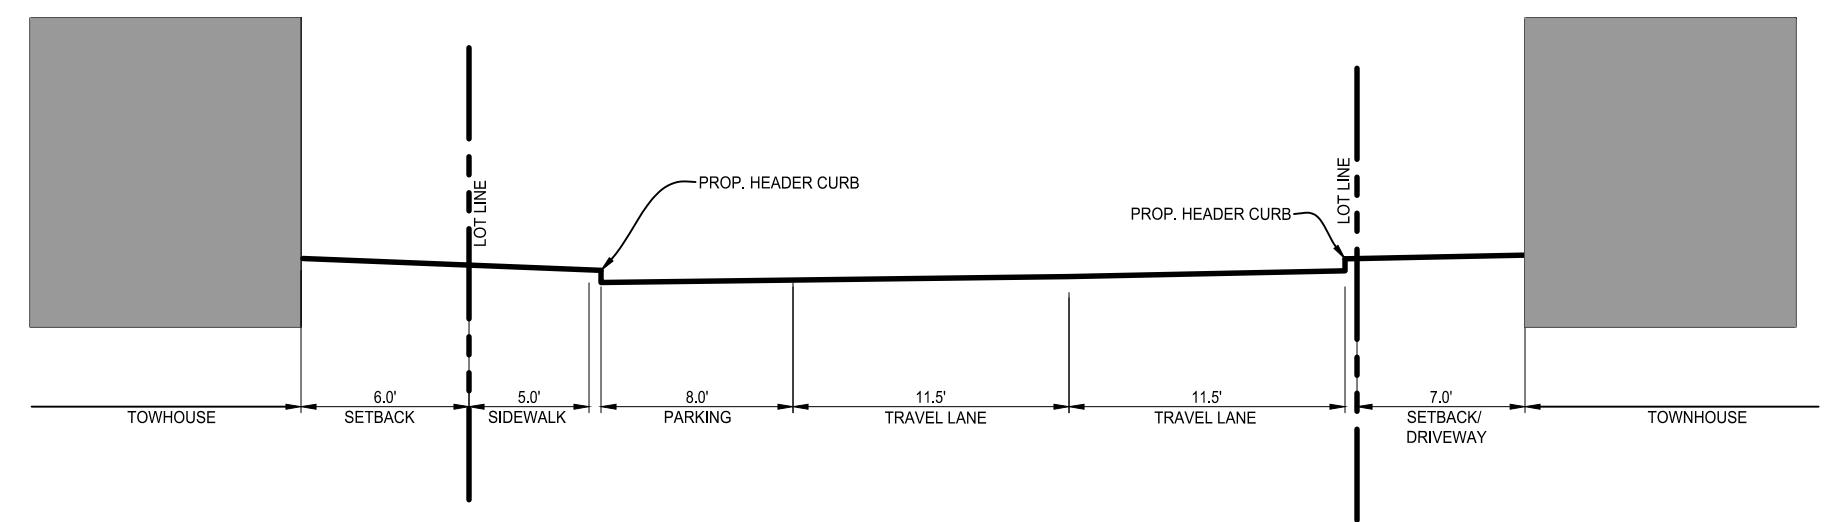 LOT LINE
LOT LINE
PROP. HEADER CURB
PROP. HEADER CURB
6.0'
5.0'
8.0'
11.5'
11.5'
7.0'
TOWHOUSE
SETBACK
SIDEWALK
PARKING
TRAVEL LANE
TRAVEL LANE
SETBACK/
DRIVEWAY
TOWNHOUSE